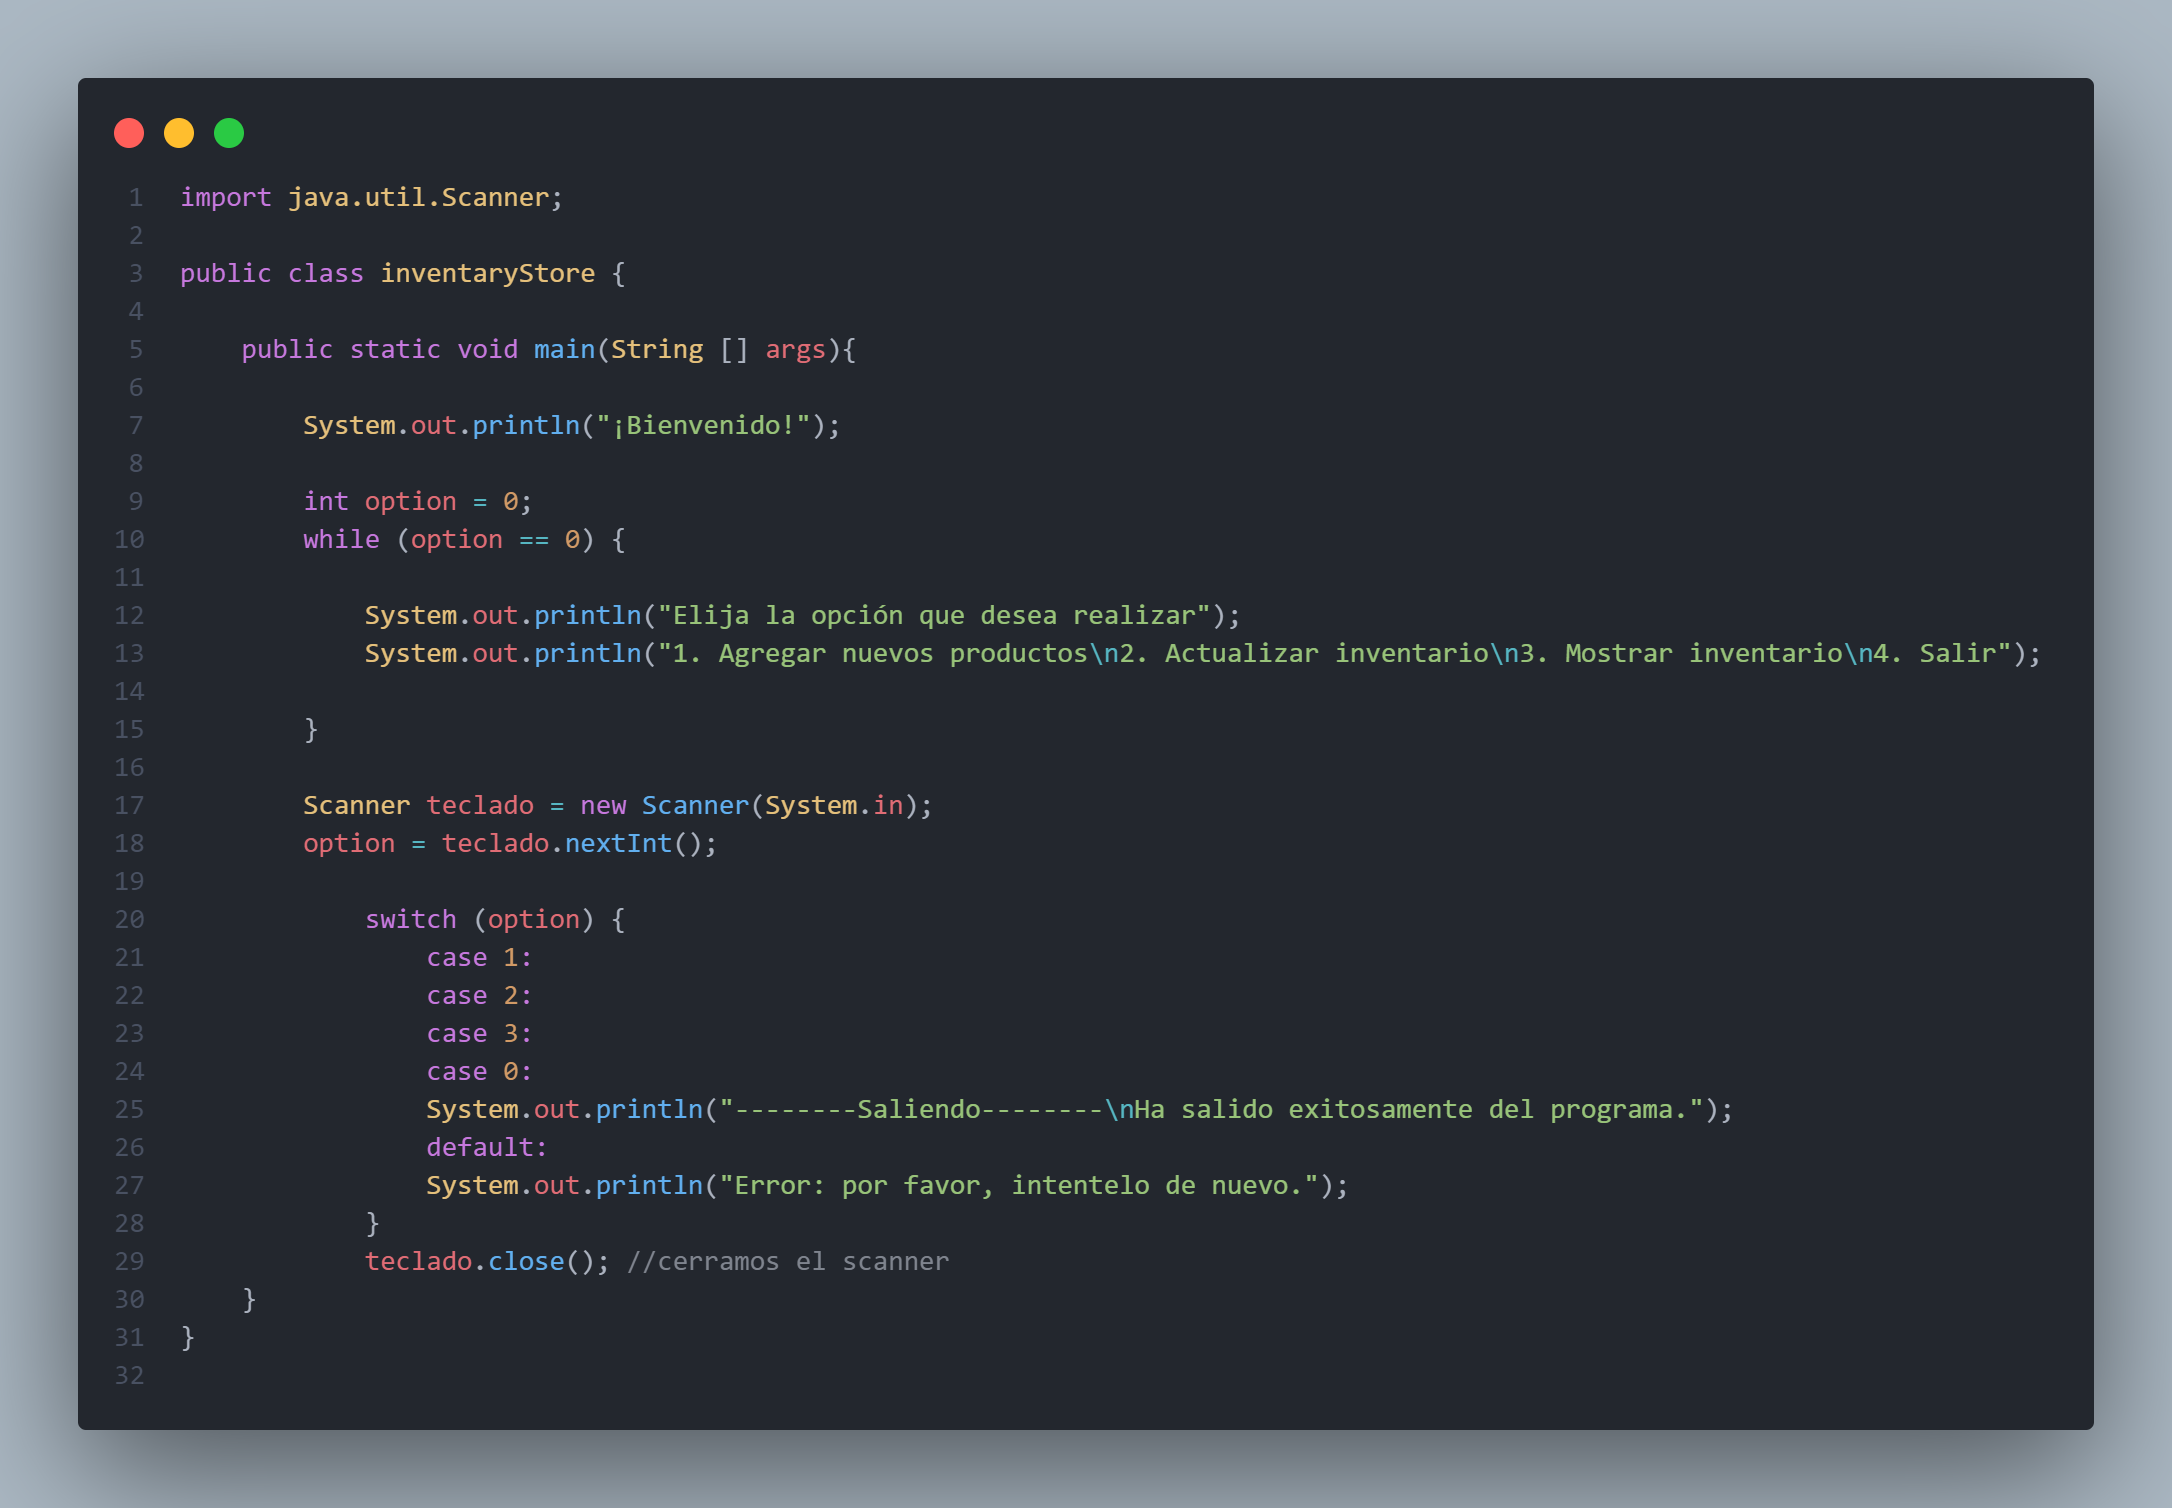 1 import java.util.Scanner;
2
3 public class inventaryStore {
4
5     public static void main(String [] args){
6
7         System.out.println("¡Bienvenido!");
8
9         int option = 0;
10         while (option == 0) {
11
12             System.out.println("Elija la opción que desea realizar");
13             System.out.println("1. Agregar nuevos productos\n2. Actualizar inventario\n3. Mostrar inventario\n4. Salir");
14
15         }
16
17         Scanner teclado = new Scanner(System.in);
18         option = teclado.nextInt();
19
20             switch (option) {
21                 case 1:
22                 case 2:
23                 case 3:
24                 case 0:
25                 System.out.println("--------Saliendo--------\nHa salido exitosamente del programa.");
26                 default:
27                 System.out.println("Error: por favor, intentelo de nuevo.");
28             }
29             teclado.close(); //cerramos el scanner
30     }
31 }
32